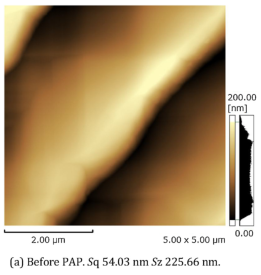 200.00
[nm]
0.00
2.00 µm
5.00 x 5.00 µm
(a) Before PAP. Sq 54.03 nm Sz 225.66 nm.